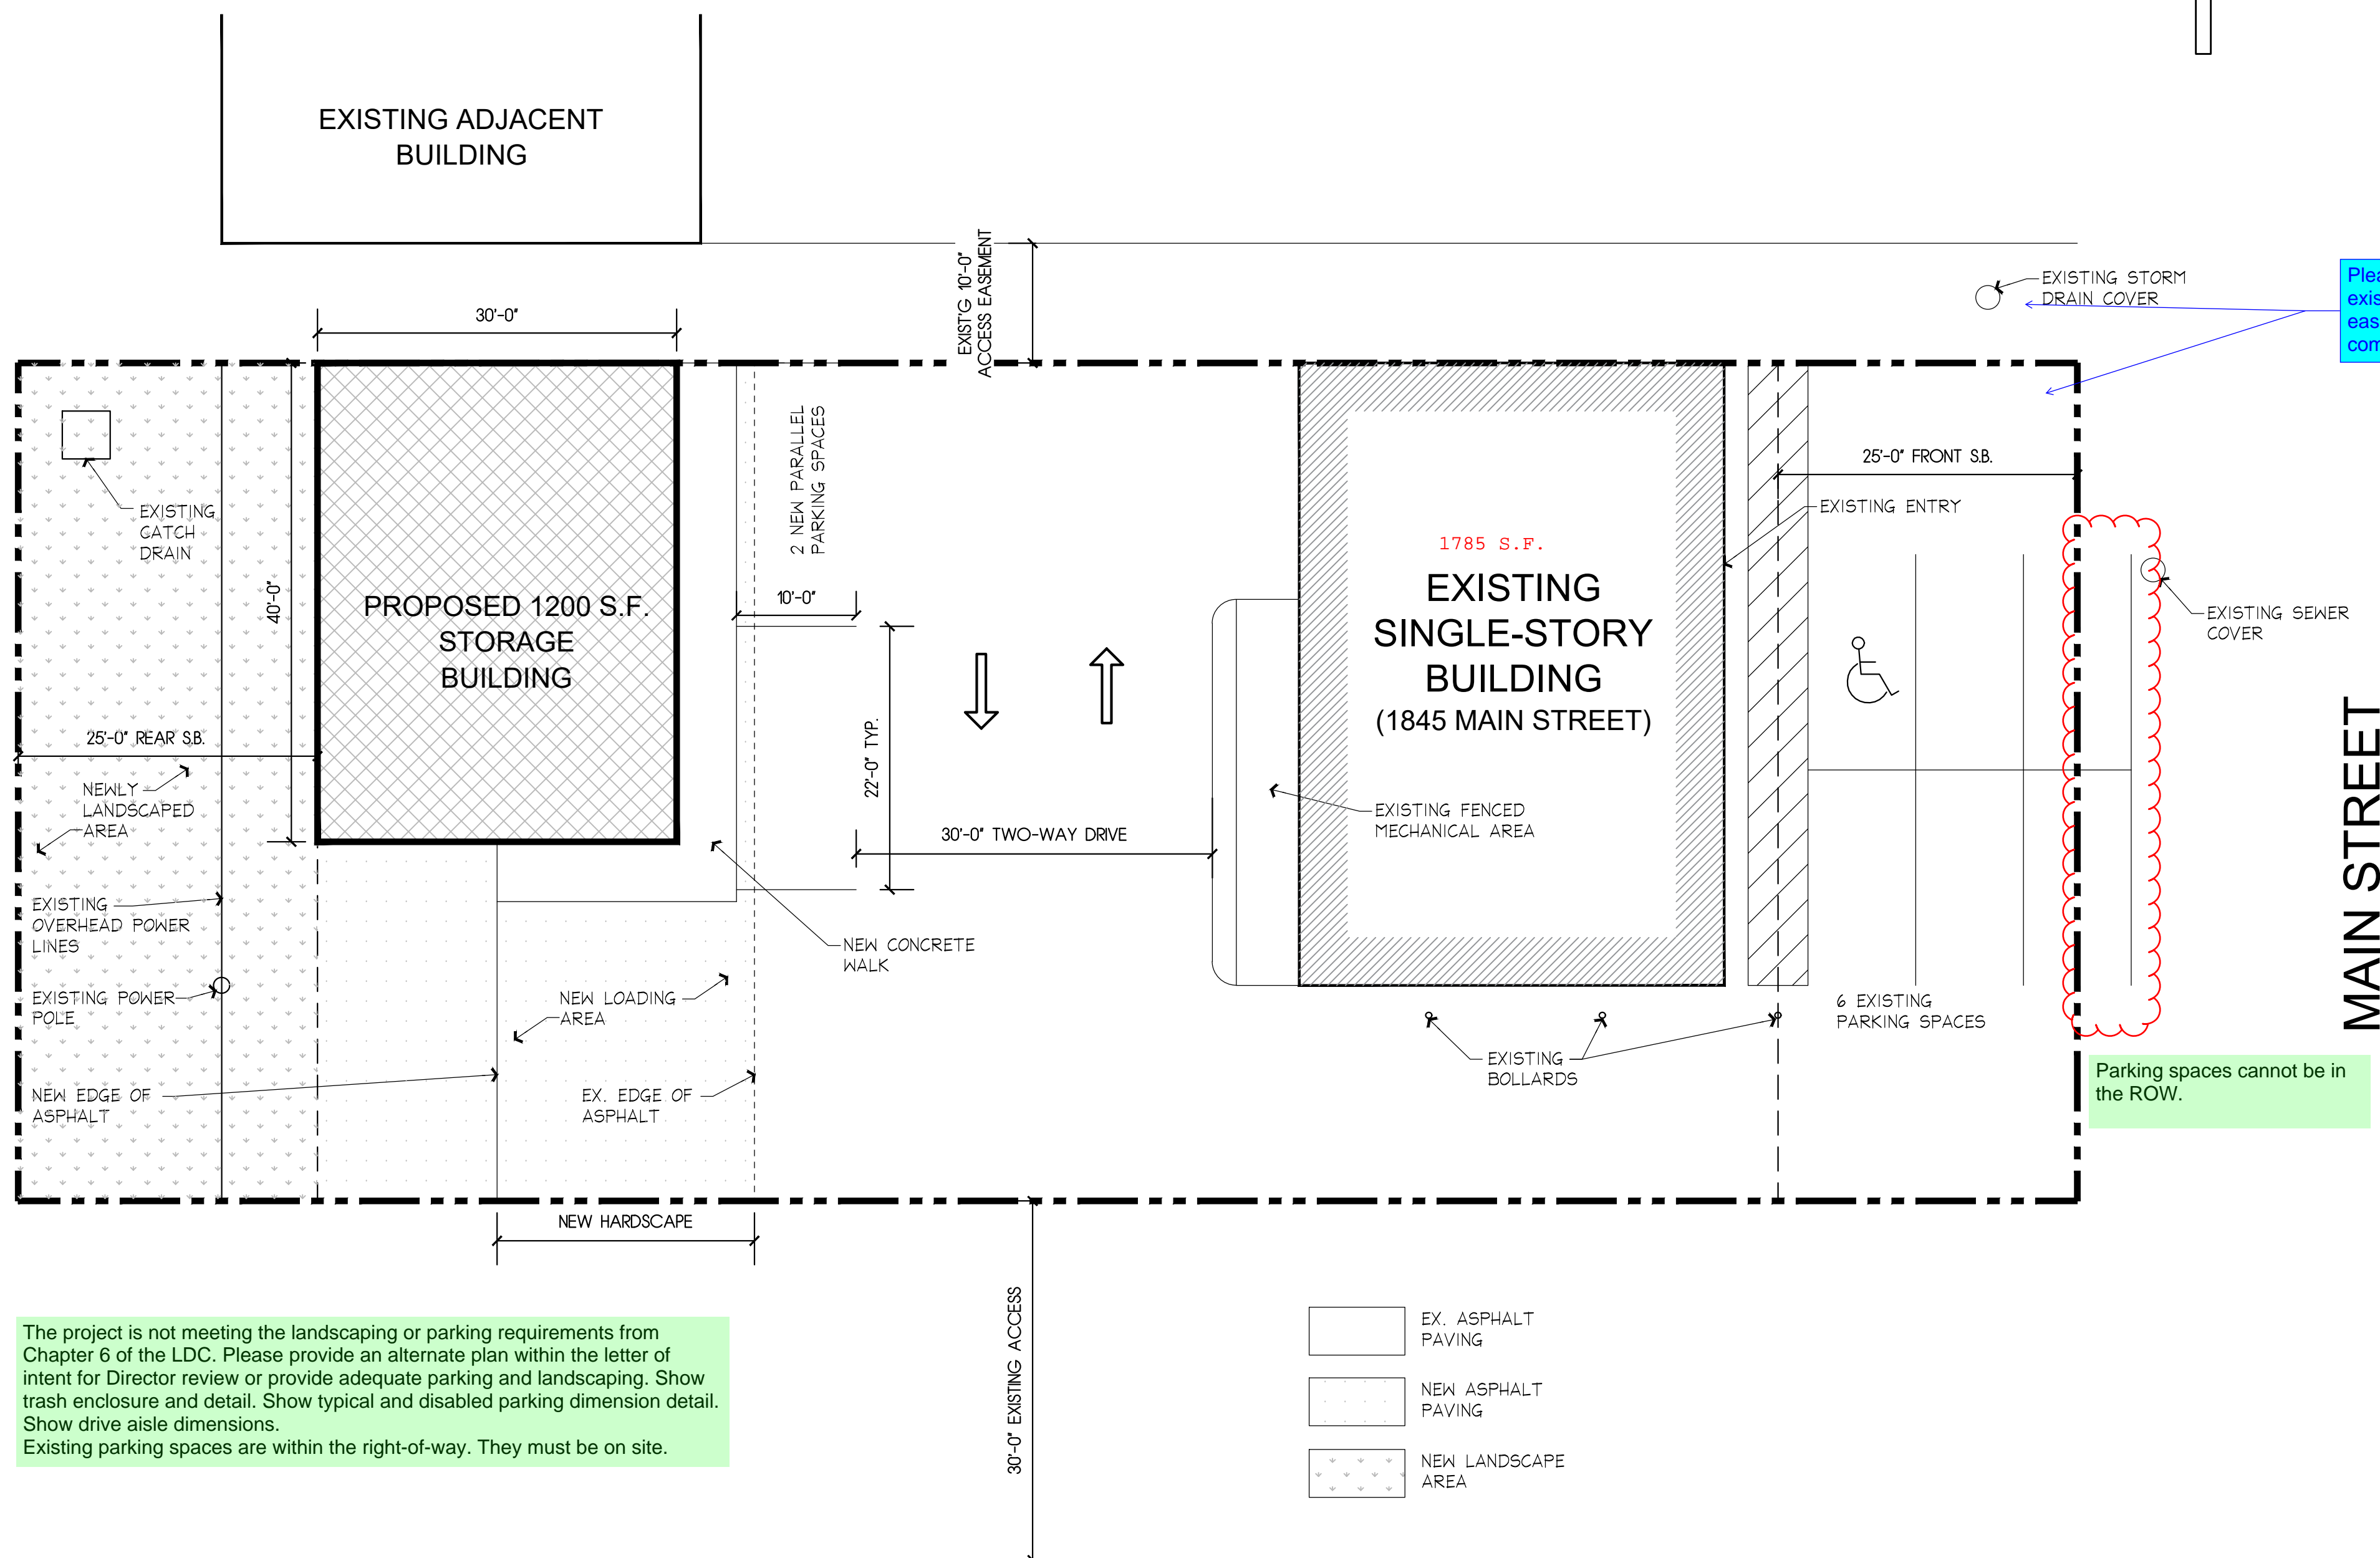 EXISTING ADJACENT
BUILDING
EXIST'G 10'-0"
ACCESS EASEMENT
EXISTING STORM
DRAIN COVER
30'-0"
2 NEW PARALLEL
PARKING SPACES
25'-0" FRONT S.B.
EXISTING
CATCH
DRAIN
EXISTING ENTRY
1785 S.F.
EXISTING
SINGLE-STORY
BUILDING
(1845 MAIN STREET)
40'-0"
PROPOSED 1200 S.F.
STORAGE
BUILDING
10'-0"
EXISTING SEWER
COVER
22'-0" TYP.
25'-0" REAR S.B.
NEWLY
LANDSCAPED
AREA
EXISTING FENCED
MECHANICAL AREA
30'-0" TWO-WAY DRIVE
MAIN STREET
EXISTING
OVERHEAD POWER
LINES
NEW CONCRETE
WALK
EXISTING POWER
POLE
NEW LOADING
AREA
6 EXISTING
PARKING SPACES
EXISTING
BOLLARDS
Parking spaces cannot be in
the ROW.
NEW EDGE OF
ASPHALT
EX. EDGE OF
ASPHALT
NEW HARDSCAPE
30'-0" EXISTING ACCESS
The project is not meeting the landscaping or parking requirements from
Chapter 6 of the LDC. Please provide an alternate plan within the letter of
intent for Director review or provide adequate parking and landscaping. Show
trash enclosure and detail. Show typical and disabled parking dimension detail.
Show drive aisle dimensions.
Existing parking spaces are within the right-of-way. They must be on site.
EX. ASPHALT
PAVING
NEW ASPHALT
PAVING
NEW LANDSCAPE
AREA